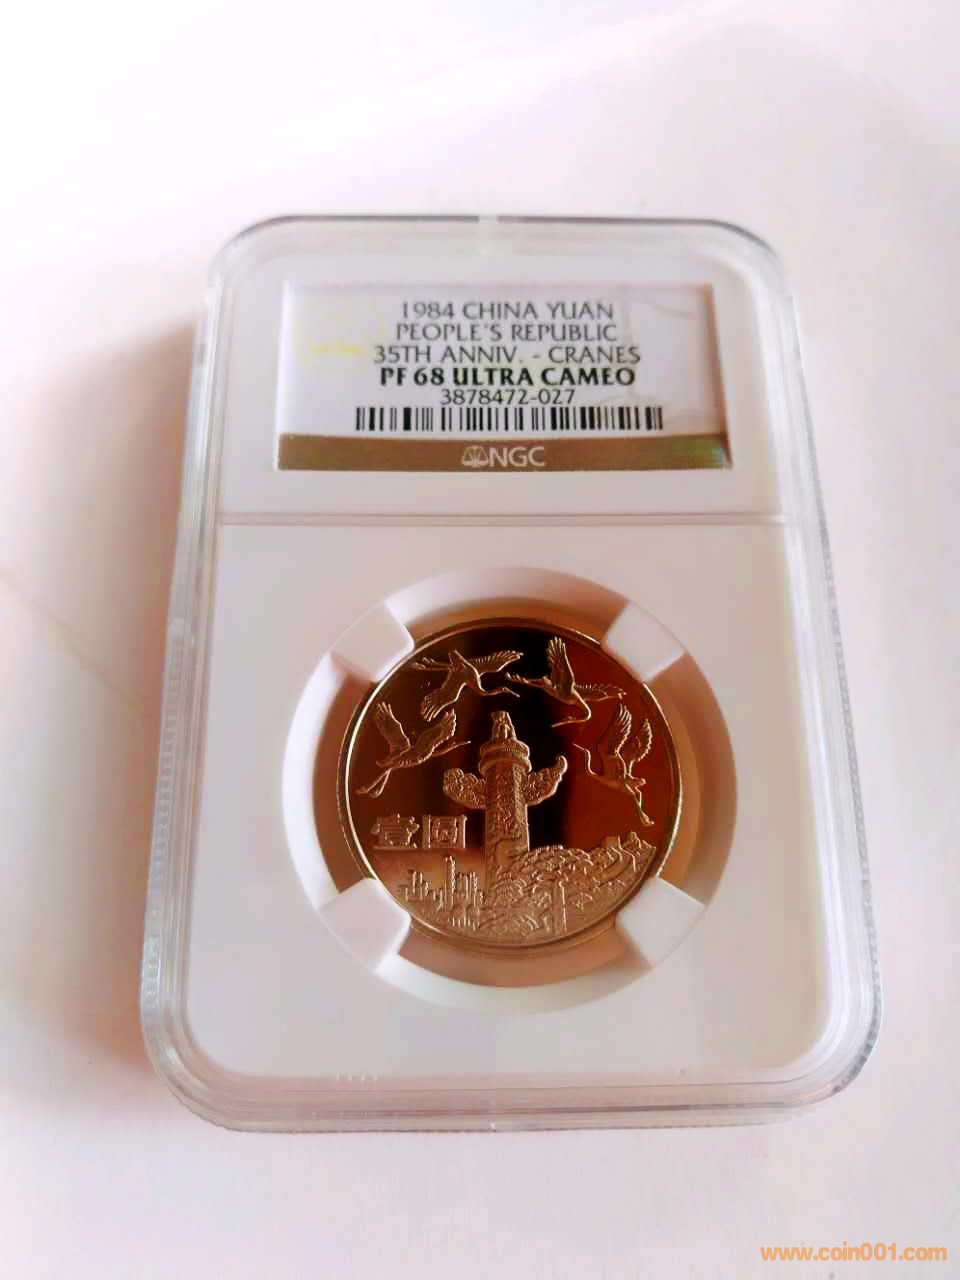 1984 CHINA YUAN
PEOPLE'S REPUBLIC
35TH ANNIV. - CRANES
PF 68 ULTRA CAMEO
3878472-027
NGC
壹圆
www.coin001.com